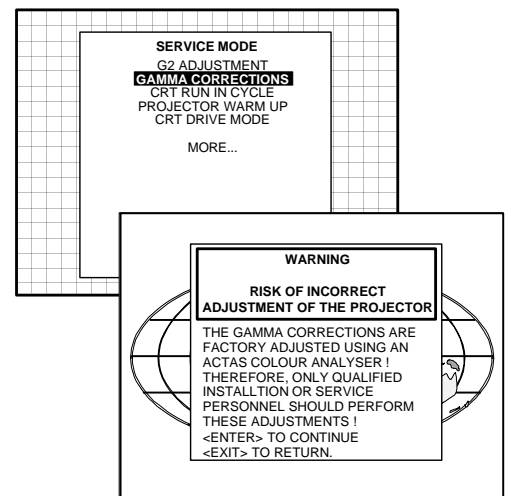 SERVICE MODE
G2 ADJUSTMENT
GAMMA CORRECTIONS
CRT RUN IN CYCLE
PROJECTOR WARM UP
CRT DRIVE MODE
MORE...
WARNING
RISK OF INCORRECT
ADJUSTMENT OF THE PROJECTOR
THE GAMMA CORRECTIONS ARE
FACTORY ADJUSTED USING AN
ACTAS COLOUR ANALYSER !
THEREFORE, ONLY QUALIFIED
INSTALLTION OR SERVICE
PERSONNEL SHOULD PERFORM
THESE ADJUSTMENTS !
<ENTER> TO CONTINUE
<EXIT> TO RETURN.